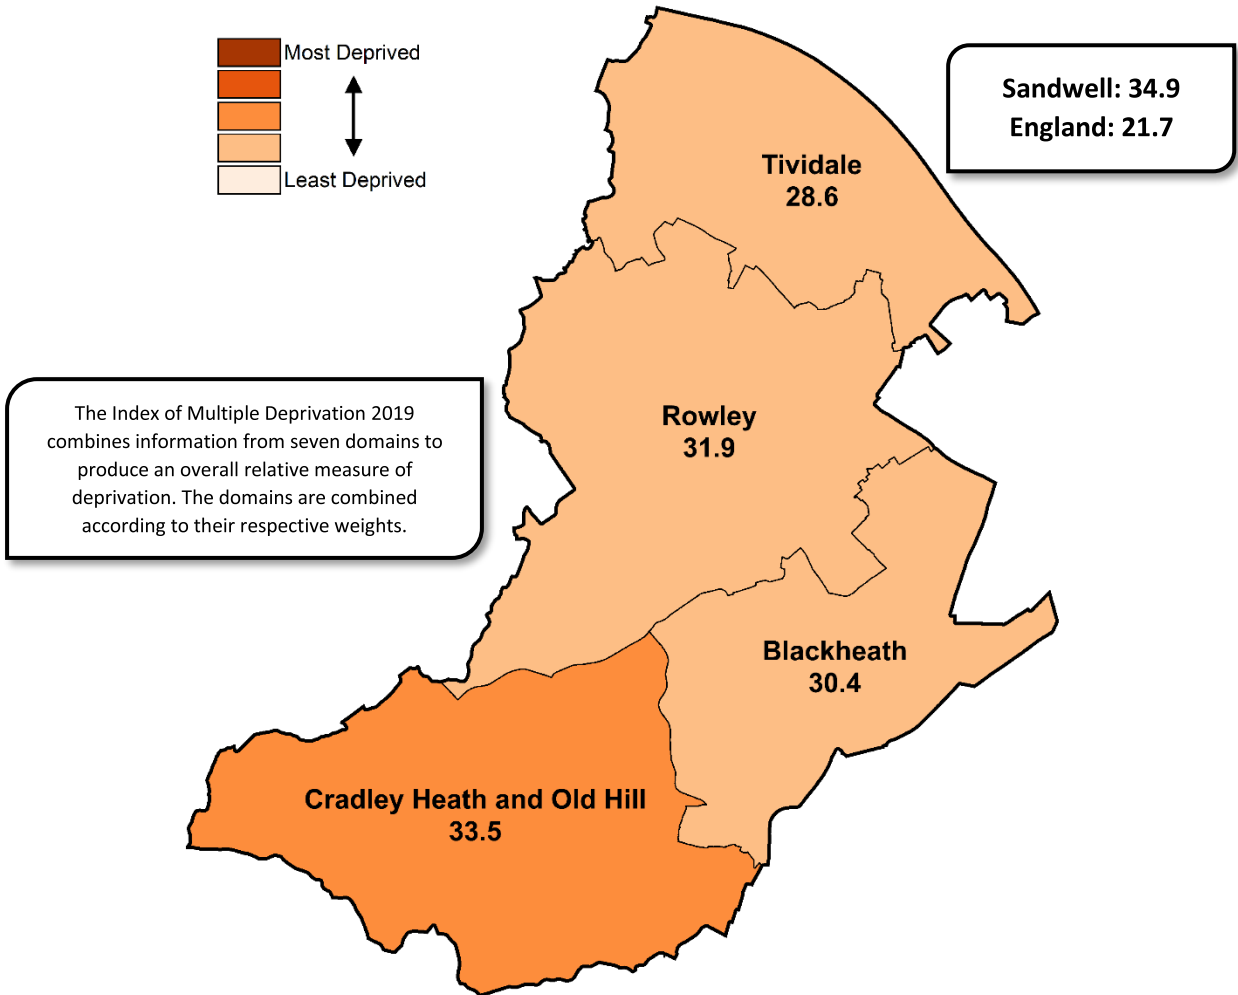 Most Deprived
Least Deprived
Sandwell: 34.9
England: 21.7
Tividale
28.6
The Index of Multiple Deprivation 2019
combines information from seven domains to
produce an overall relative measure of
deprivation. The domains are combined
according to their respective weights.
Rowley
31.9
Blackheath
30.4
Cradley Heath and Old Hill
33.5